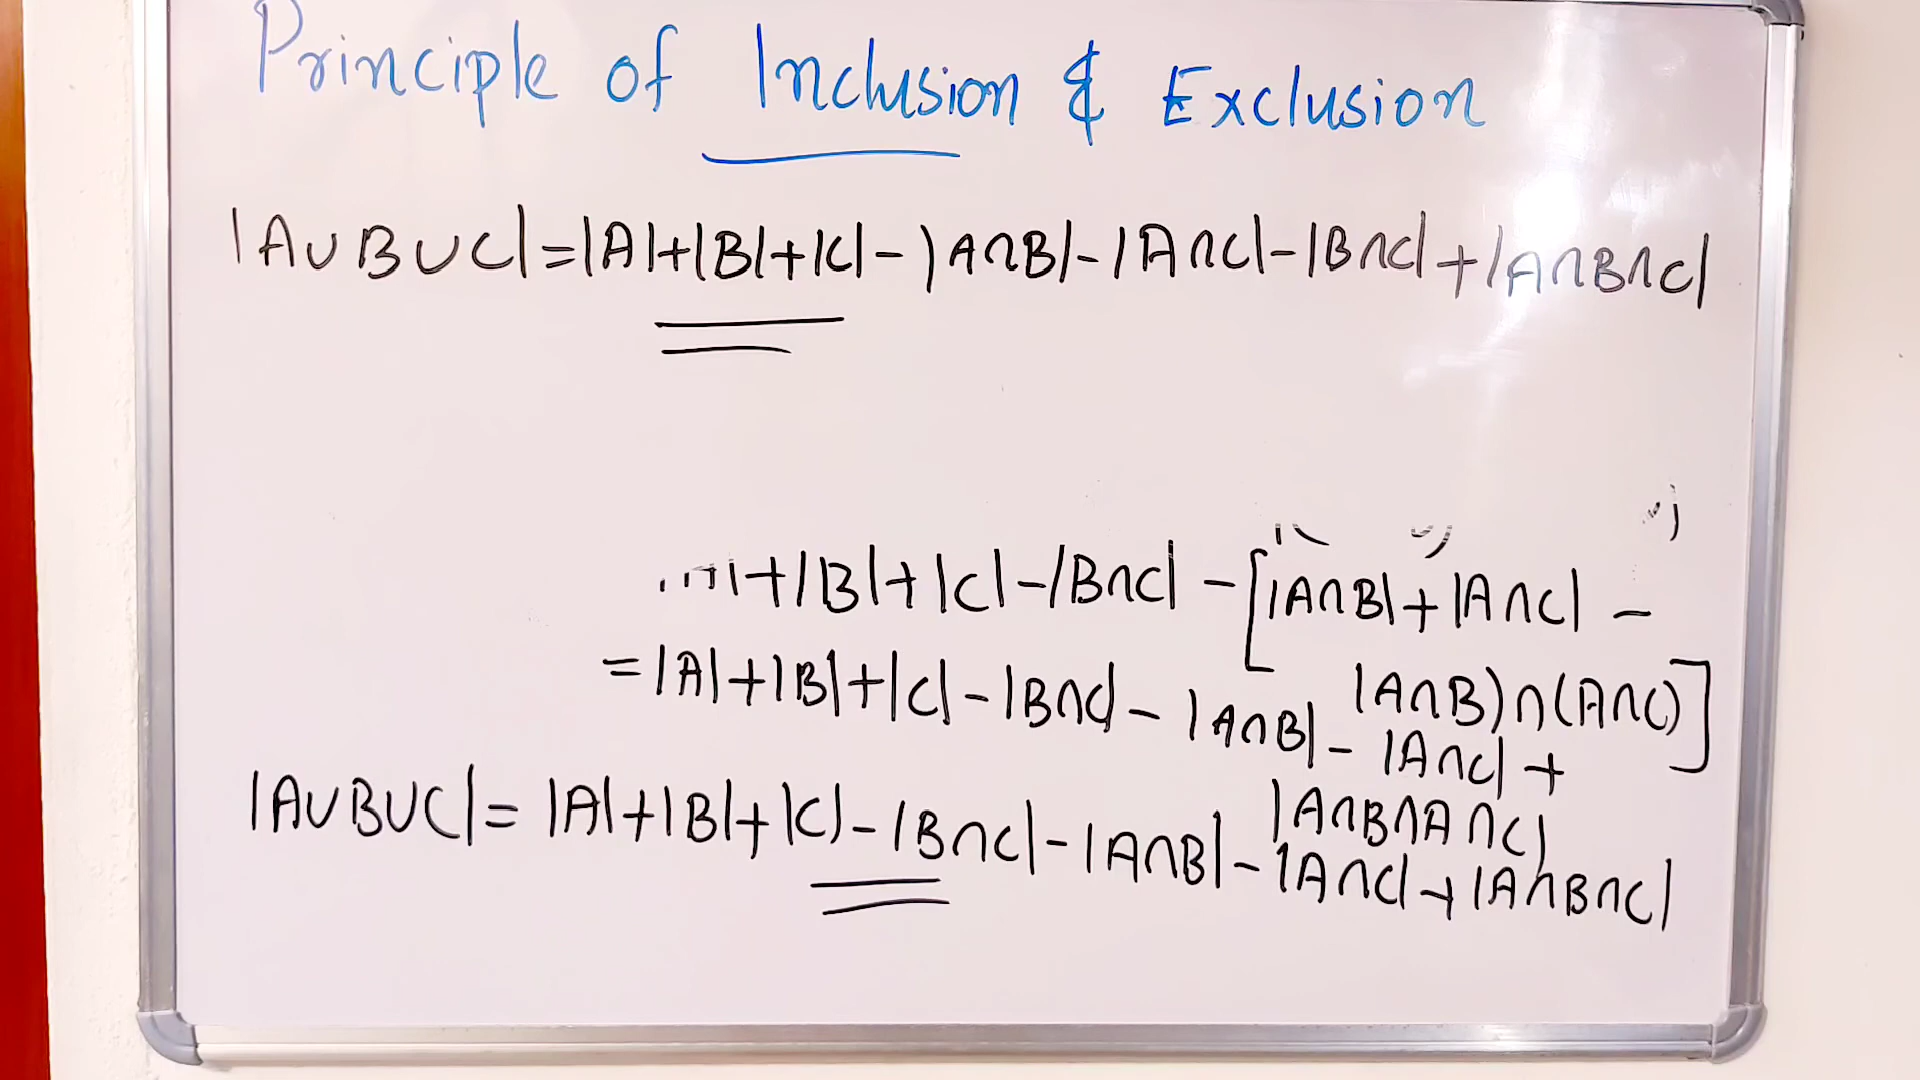 Principle of Inclusion & Exclusion
|A∪B∪C|=|A|+|B|+|C|-|A∩B|-|A∩C|-|B∩C|+|A∩B∩C|
+|B|+|C|-|B∩C| - [|A∩B|+|A∩C| -
|A∩B)∩(A∩C)]
=|A|+|B|+|C|-|B∩C|- |A∩B|- |A∩C| +
|A∩B∩A∩C|
|A∪B∪C|= |A|+|B|+|C|-|B∩C|-|A∩B|-|A∩C|+|A∩B∩C|